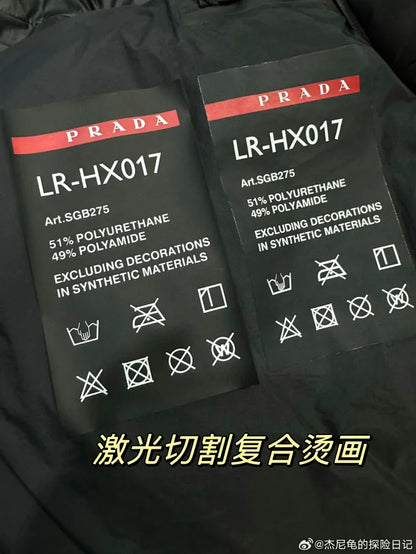 PRADA
LR-HX017
Art.SGB275
51% POLYURETHANE
49% POLYAMIDE
EXCLUDING DECORATIONS
IN SYNTHETIC MATERIALS
W
PRADA
LR-HX017
Art.SGB275
51% POLYURETHANE
49% POLYAMIDE
EXCLUDING DECORATIONS
IN SYNTHETIC MATERIALS
W
激光切割复合烫画
@杰尼龟的探险日记